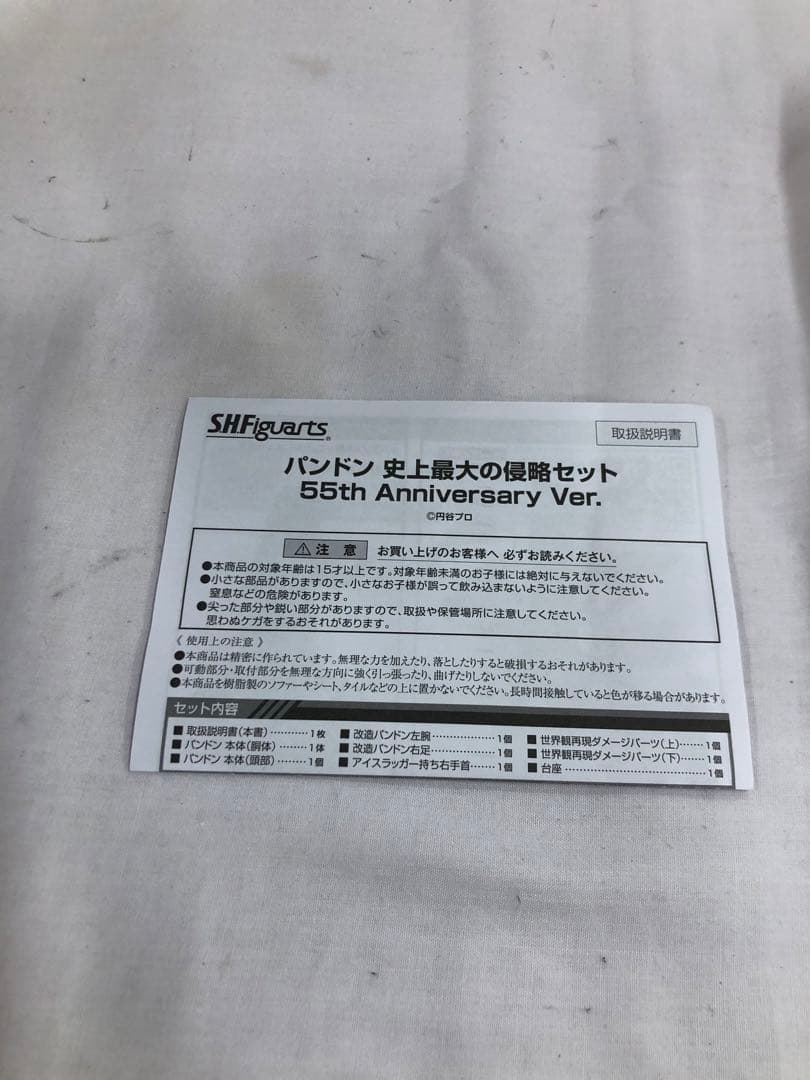 S.H.Figuarts®
取扱説明書
パンドン 史上最大の侵略セット
55th Anniversary Ver.
©円谷プロ
⚠注 意 お買い上げのお客様へ 必ずお読みください。
●本商品の対象年齢は15才以上です。対象年齢未満のお子様には絶対に与えないでください。
●小さな部品がありますので、小さなお子様が誤って飲み込まないように注意してください。
窒息などの危険があります。
●尖った部分や鋭い部分がありますので、取扱や保管場所に注意してください。
思わぬケガをするおそれがあります。
《 使用上の注意 》
●本商品は精密に作られています。無理な力を加えたり、落としたりすると破損するおそれがあります。
●可動部分・取付部分を無理な方向に強く引っ張ったり、曲げたりしないでください。
●本商品を樹脂製のソファーやシート、タイルなどの上に置かないでください。長時間接触していると色が移る場合があります。
セット内容
■ 取扱説明書(本書)…………1枚
■ パンドン 本体(胴体)………1体
■ パンドン 本体(頭部)………1個
■ 改造パンドン左腕………………1個
■ 改造パンドン右足………………1個
■ アイスラッガー持ち右手首……1個
■ 世界観再現ダメージパーツ(上)……1個
■ 世界観再現ダメージパーツ(下)……1個
■ 台座…………………………………1個